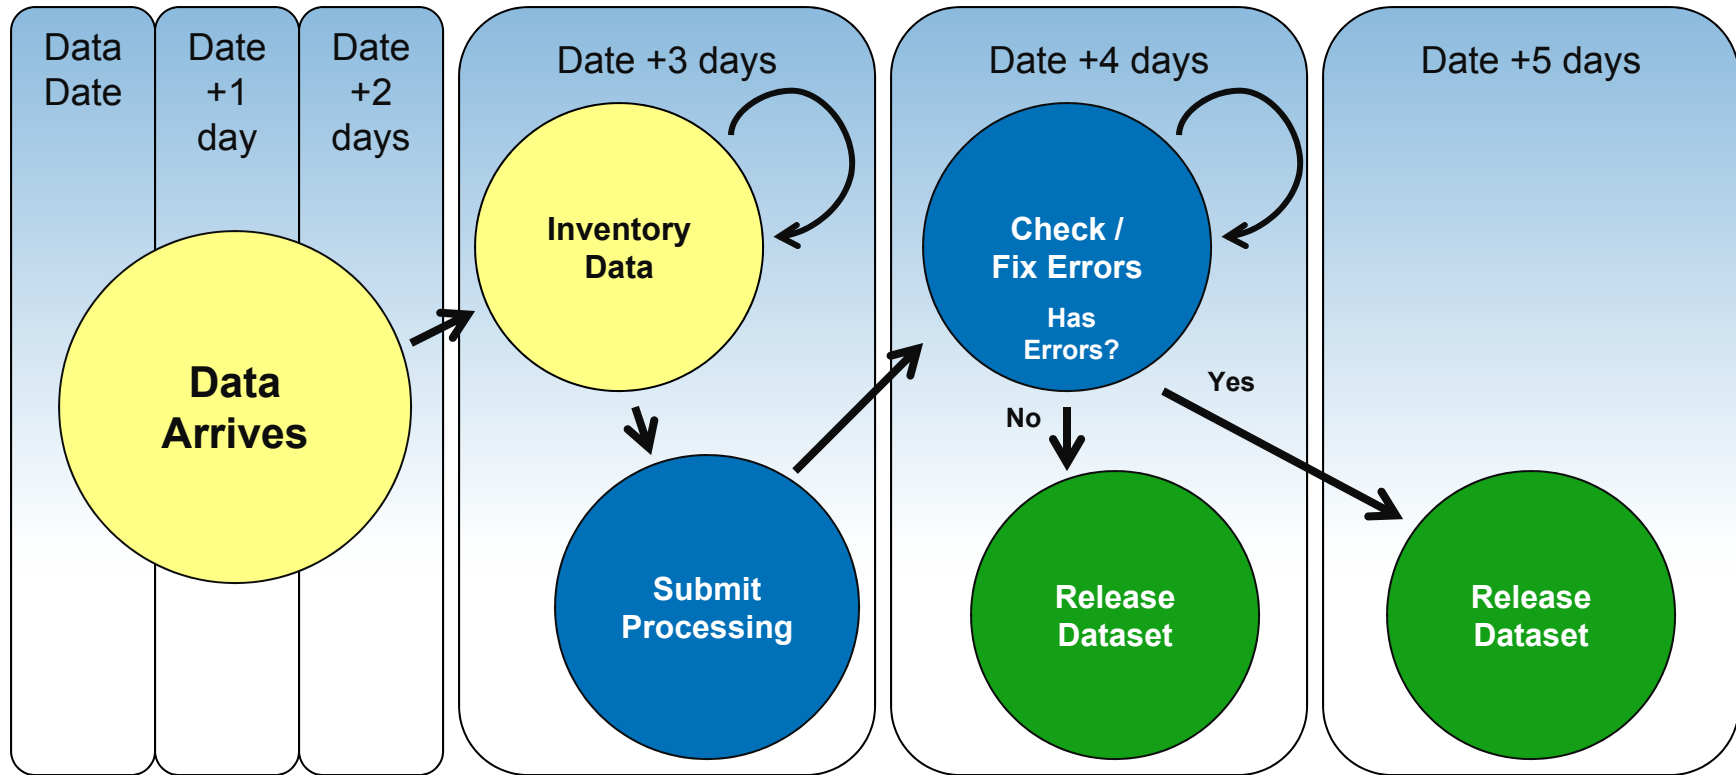 Data
Date
Date
+1
day
Date
+2
days
Date +3 days
Date +4 days
Date +5 days
Data
Arrives
Inventory
Data
Submit
Processing
Check /
Fix Errors
Has
Errors?
No
Yes
Release
Dataset
Release
Dataset